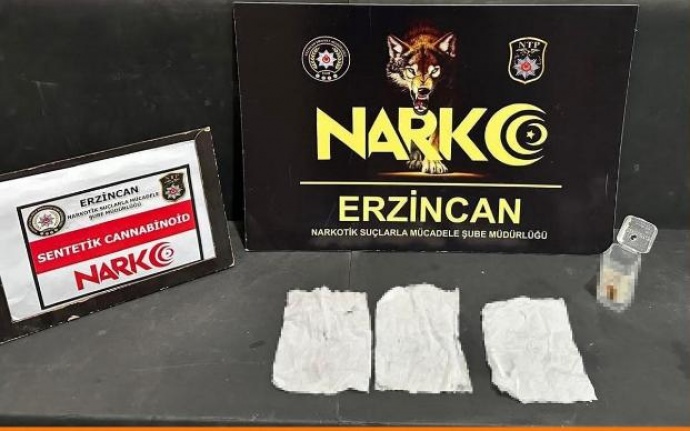 NTP
NARKO
ERZİNCAN
NARKOTİK SUÇLARLA MÜCADELE ŞUBE MÜDÜRLÜĞÜ
ERZİNCAN
NARKOTİK SUÇLARLA MÜCADELE
ŞUBE MÜDÜRLÜĞÜ
SENTETİK CANNABİNOİD
NARKO